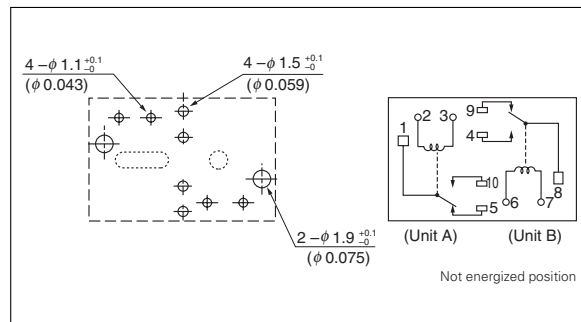 4 – φ 1.1 +0.1 –0
(φ 0.043)
4 – φ 1.5 +0.1 –0
(φ 0.059)
2 – φ 1.9 +0.1 –0
(φ 0.075)
1
2
3
9
4
10
5
6
7
8
(Unit A)
(Unit B)
Not energized position